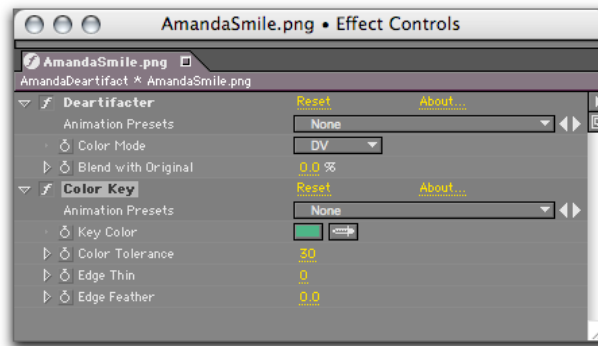 AmandaSmile.png • Effect Controls
AmandaSmile.png
AmandaDeartifact * AmandaSmile.png
Deartifacter Reset About...
Animation Presets None
Color Mode DV
Blend with Original 0.0 %
Color Key Reset About...
Animation Presets None
Key Color
Color Tolerance 30
Edge Thin 0
Edge Feather 0.0